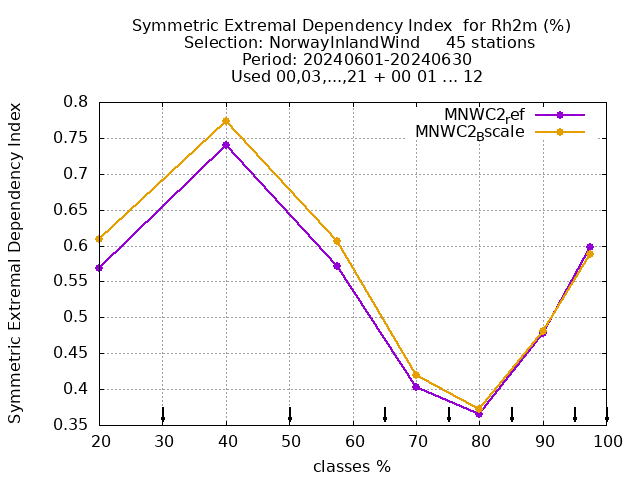 Symmetric Extremal Dependency Index  for Rh2m (%)
Selection: NorwayInlandWind     45 stations
Period: 20240601-20240630
Used 00,03,...,21 + 00 01 ... 12
MNWC2ref
MNWC2Bscale
Symmetric Extremal Dependency Index
0.8
0.75
0.7
0.65
0.6
0.55
0.5
0.45
0.4
0.35
20 30 40 50 60 70 80 90 100
classes %